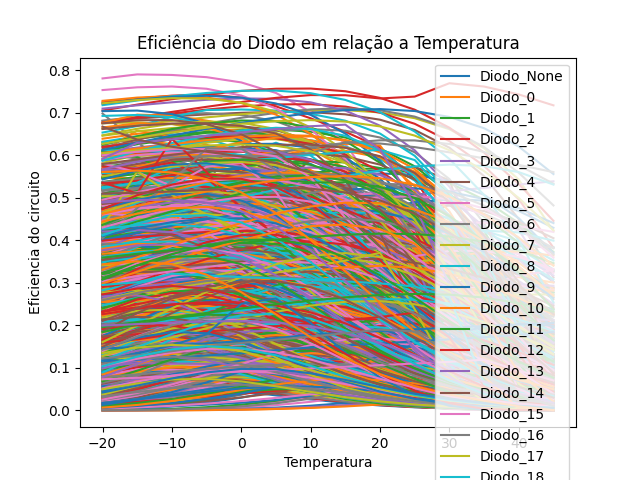 Eficiência do Diodo em relação a Temperatura
0.8
0.7
0.6
0.5
0.4
0.3
0.2
0.1
0.0
Eficiencia do circuito
−20
−10
0
10
20
30
40
Temperatura
Diodo_None
Diodo_0
Diodo_1
Diodo_2
Diodo_3
Diodo_4
Diodo_5
Diodo_6
Diodo_7
Diodo_8
Diodo_9
Diodo_10
Diodo_11
Diodo_12
Diodo_13
Diodo_14
Diodo_15
Diodo_16
Diodo_17
Diodo_18